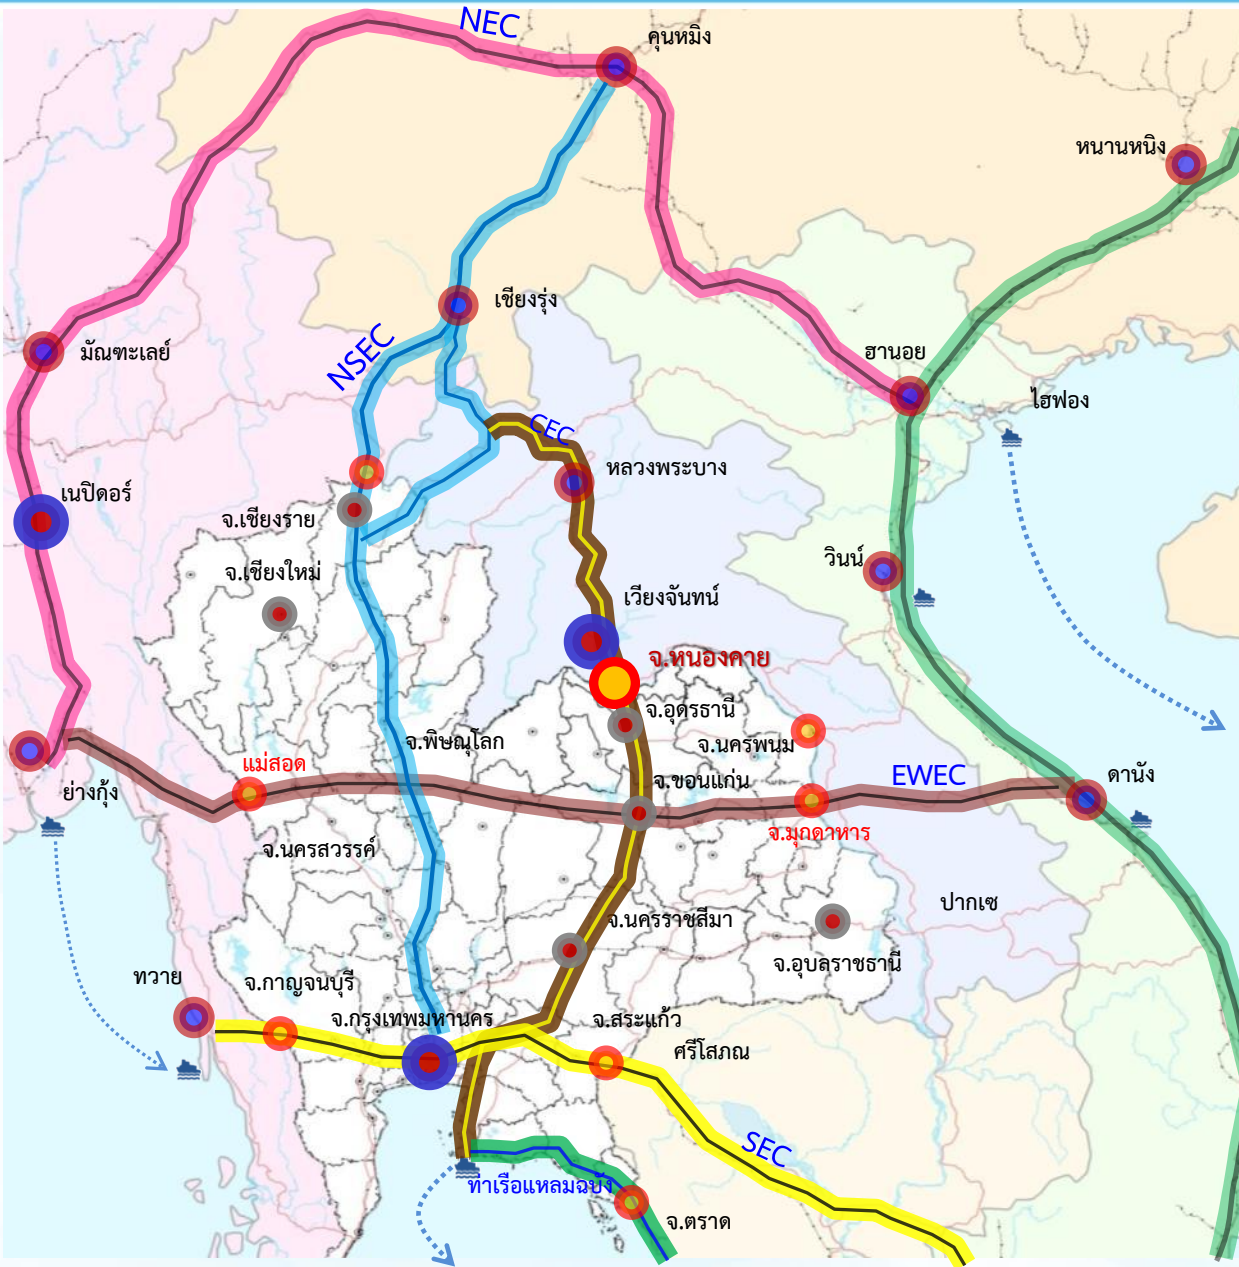 NEC
คุนหมิง
หนานหนิง
เชียงรุ่ง
มัณฑะเลย์
NSEC
ฮานอย
ไฮฟอง
CEC
หลวงพระบาง
เนปิดอร์
จ.เชียงราย
จ.เชียงใหม่
วินน์
เวียงจันทน์
จ.หนองคาย
จ.อุดรธานี
จ.พิษณุโลก
จ.นครพนม
แม่สอด
จ.ขอนแก่น
EWEC
ดานัง
ย่างกุ้ง
จ.มุกดาหาร
จ.นครสวรรค์
ปากเซ
จ.นครราชสีมา
จ.อุบลราชธานี
ทวาย
จ.กาญจนบุรี
จ.กรุงเทพมหานคร
จ.สระแก้ว
ศรีโสภณ
SEC
ท่าเรือแหลมฉบัง
จ.ตราด